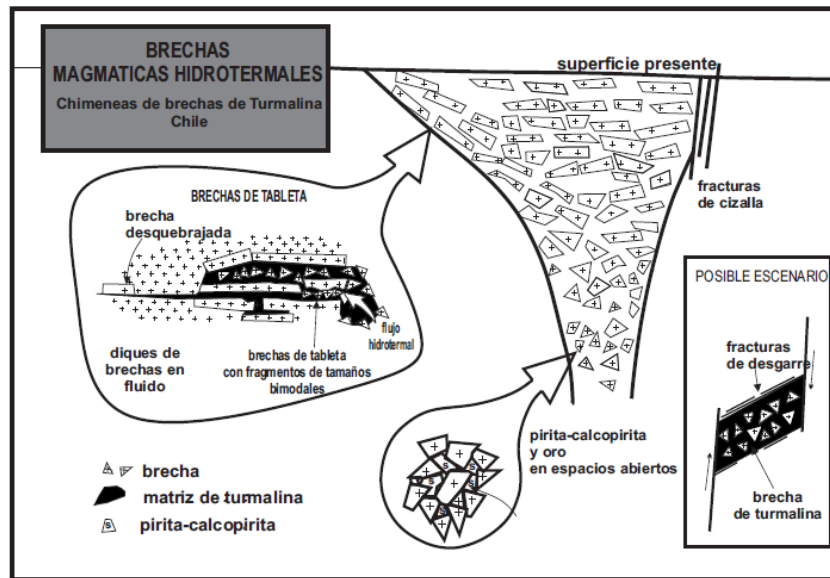 BRECHAS
MAGMATICAS HIDROTERMALES
Chimeneas de brechas de Turmalina
Chile
superficie presente
fracturas
de cizalla
BRECHAS DE TABLETA
brecha
desquebrajada
flujo
hidrotermal
diques de
brechas en
fluido
brechas de tableta
con fragmentos de tamaños
bimodales
POSIBLE ESCENARIO
fracturas
de desgarre
brecha
de turmalina
pirita-calcopirita
y oro
en espacios abiertos
brecha
matriz de turmalina
S pirita-calcopirita
S
S
S
S